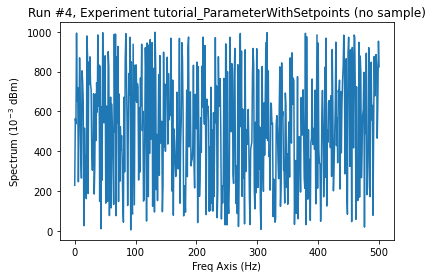 Run #4, Experiment tutorial_ParameterWithSetpoints (no sample)
Spectrum (10⁻³ dBm)
1000
800
600
400
200
0
0 100 200 300 400 500
Freq Axis (Hz)